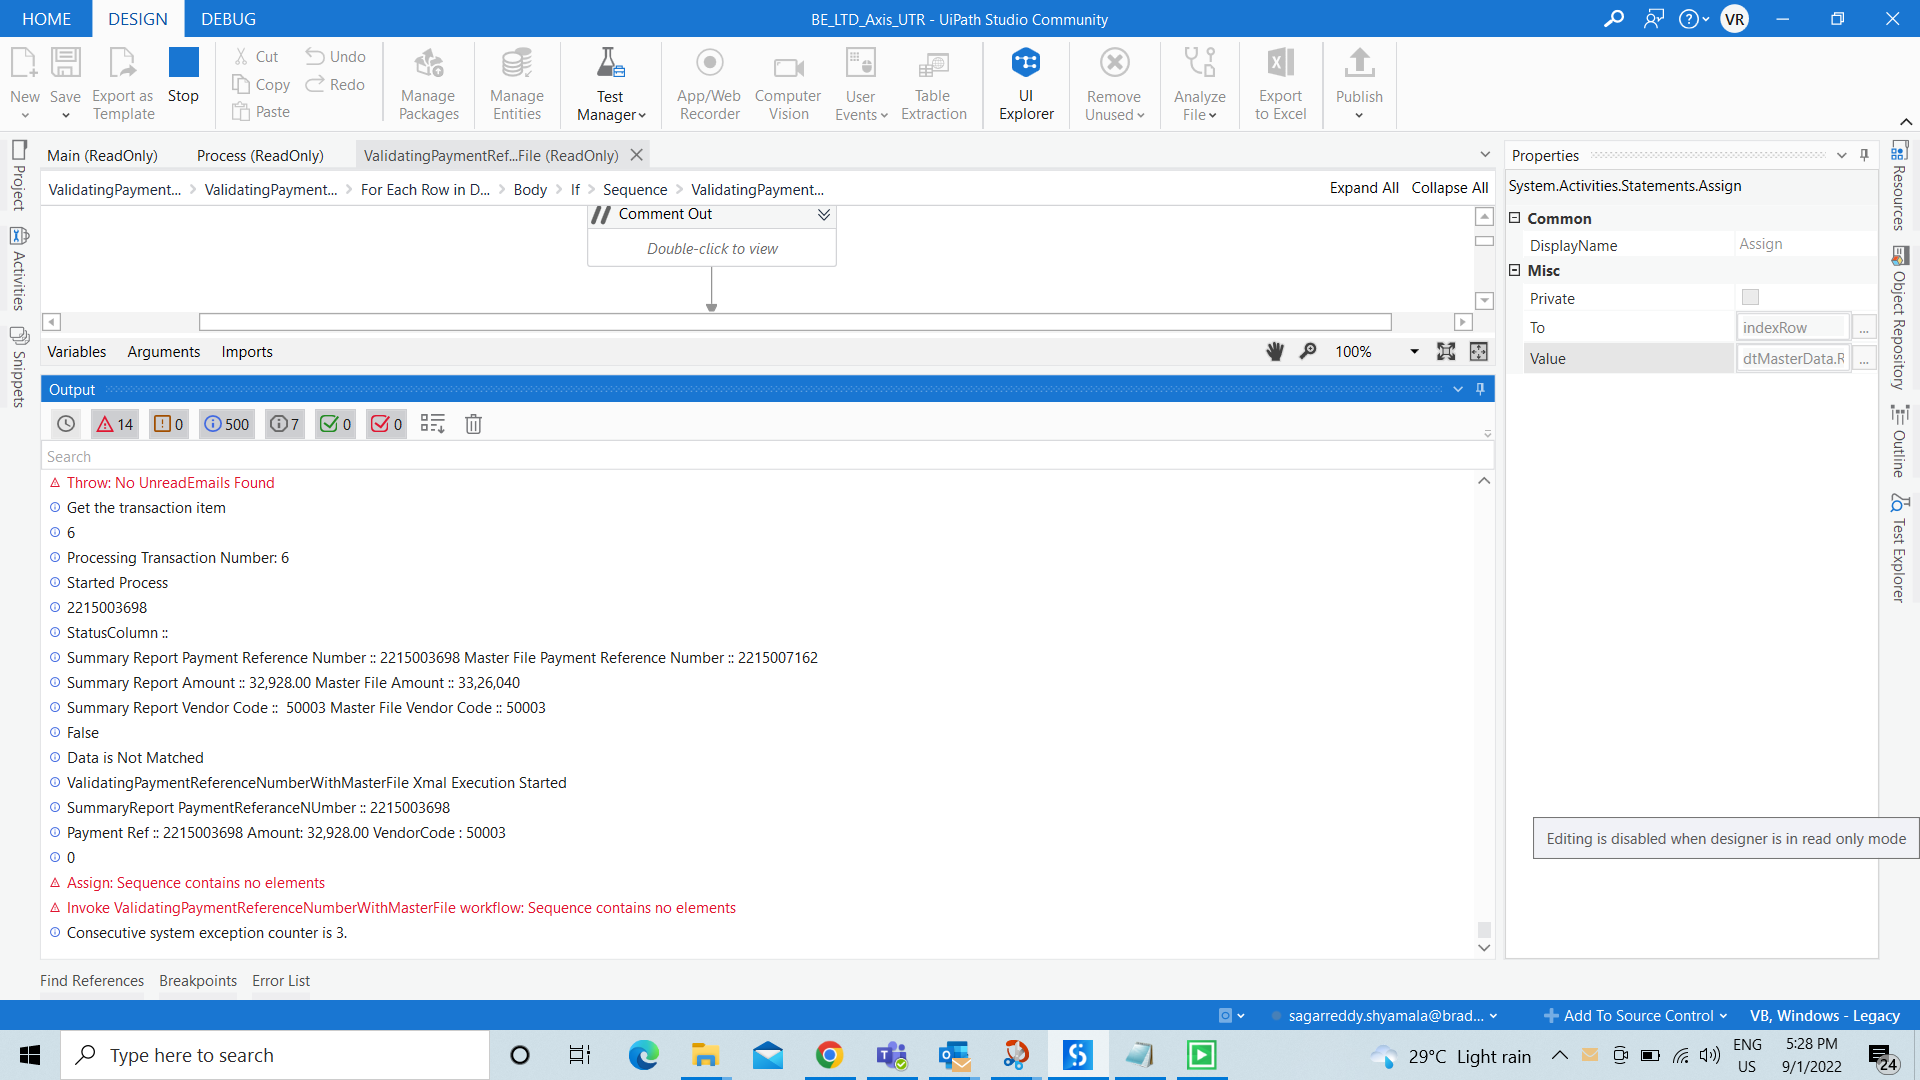 HOME
DESIGN
DEBUG
BE_LTD_Axis_UTR - UiPath Studio Community
VR
New
Save
Export as Template
Stop
Cut
Copy
Paste
Undo
Redo
Manage Packages
Manage Entities
Test Manager
App/Web Recorder
Computer Vision
User Events
Table Extraction
UI Explorer
Remove Unused
Analyze File
Export to Excel
Publish
Main (ReadOnly)
Process (ReadOnly)
ValidatingPaymentRef...File (ReadOnly)
ValidatingPayment...
ValidatingPayment...
For Each Row in D...
Body
If
Sequence
ValidatingPayment...
Expand All
Collapse All
Comment Out
Double-click to view
Variables
Arguments
Imports
100%
Output
14
0
500
7
0
0
Search
Throw: No UnreadEmails Found
Get the transaction item
6
Processing Transaction Number: 6
Started Process
2215003698
StatusColumn ::
Summary Report Payment Reference Number :: 2215003698 Master File Payment Reference Number :: 2215007162
Summary Report Amount :: 32,928.00 Master File Amount :: 33,26,040
Summary Report Vendor Code ::  50003 Master File Vendor Code :: 50003
False
Data is Not Matched
ValidatingPaymentReferenceNumberWithMasterFile Xmal Execution Started
SummaryReport PaymentReferanceNUmber :: 2215003698
Payment Ref :: 2215003698 Amount: 32,928.00 VendorCode : 50003
0
Assign: Sequence contains no elements
Invoke ValidatingPaymentReferenceNumberWithMasterFile workflow: Sequence contains no elements
Consecutive system exception counter is 3.
Find References
Breakpoints
Error List
Project
Activities
Snippets
Properties
System.Activities.Statements.Assign
Common
DisplayName
Assign
Misc
Private
To
indexRow
...
Value
dtMasterData.R
...
Editing is disabled when designer is in read only mode
Resources
Object Repository
Outline
Test Explorer
sagarreddy.shyamala@brad...
Add To Source Control
VB, Windows - Legacy
Type here to search
29°C Light rain
ENG
US
5:28 PM
9/1/2022
24